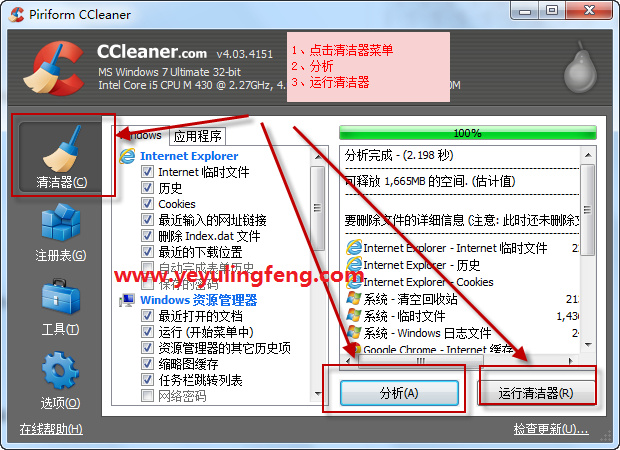 Piriform CCleaner
CCleaner.com v4.03.4151
MS Windows 7 Ultimate 32-bit
Intel Core i5 CPU M 430 @ 2.27GHz, 4.
0M
1、点击清洁器菜单
2、分析
3、运行清洁器
清洁器(C)
注册表(G)
工具(T)
选项(O)
在线帮助(H)
Windows 应用程序
Internet Explorer
Internet 临时文件
历史
Cookies
最近输入的网址链接
删除 Index.dat 文件
最近的下载位置
自动完成表单历史
保存的密码
www.yeyulingfeng.com
Windows 资源管理器
最近打开的文档
运行 (开始菜单中)
资源管理器的其它历史项
缩略图缓存
任务栏跳转列表
网络密码
100%
分析完成 - (2.198 秒)
可释放 1,665MB 的空间. (估计值)
要删除文件的详细信息 (注意: 此时还未删除文
Internet Explorer - Internet 临时文件
Internet Explorer - 历史
Internet Explorer - Cookies
系统 - 清空回收站 21
系统 - 临时文件 1,43
系统 - Windows 日志文件 2
Google Chrome - Internet 缓存
分析(A)
运行清洁器(R)
检查更新(U)...